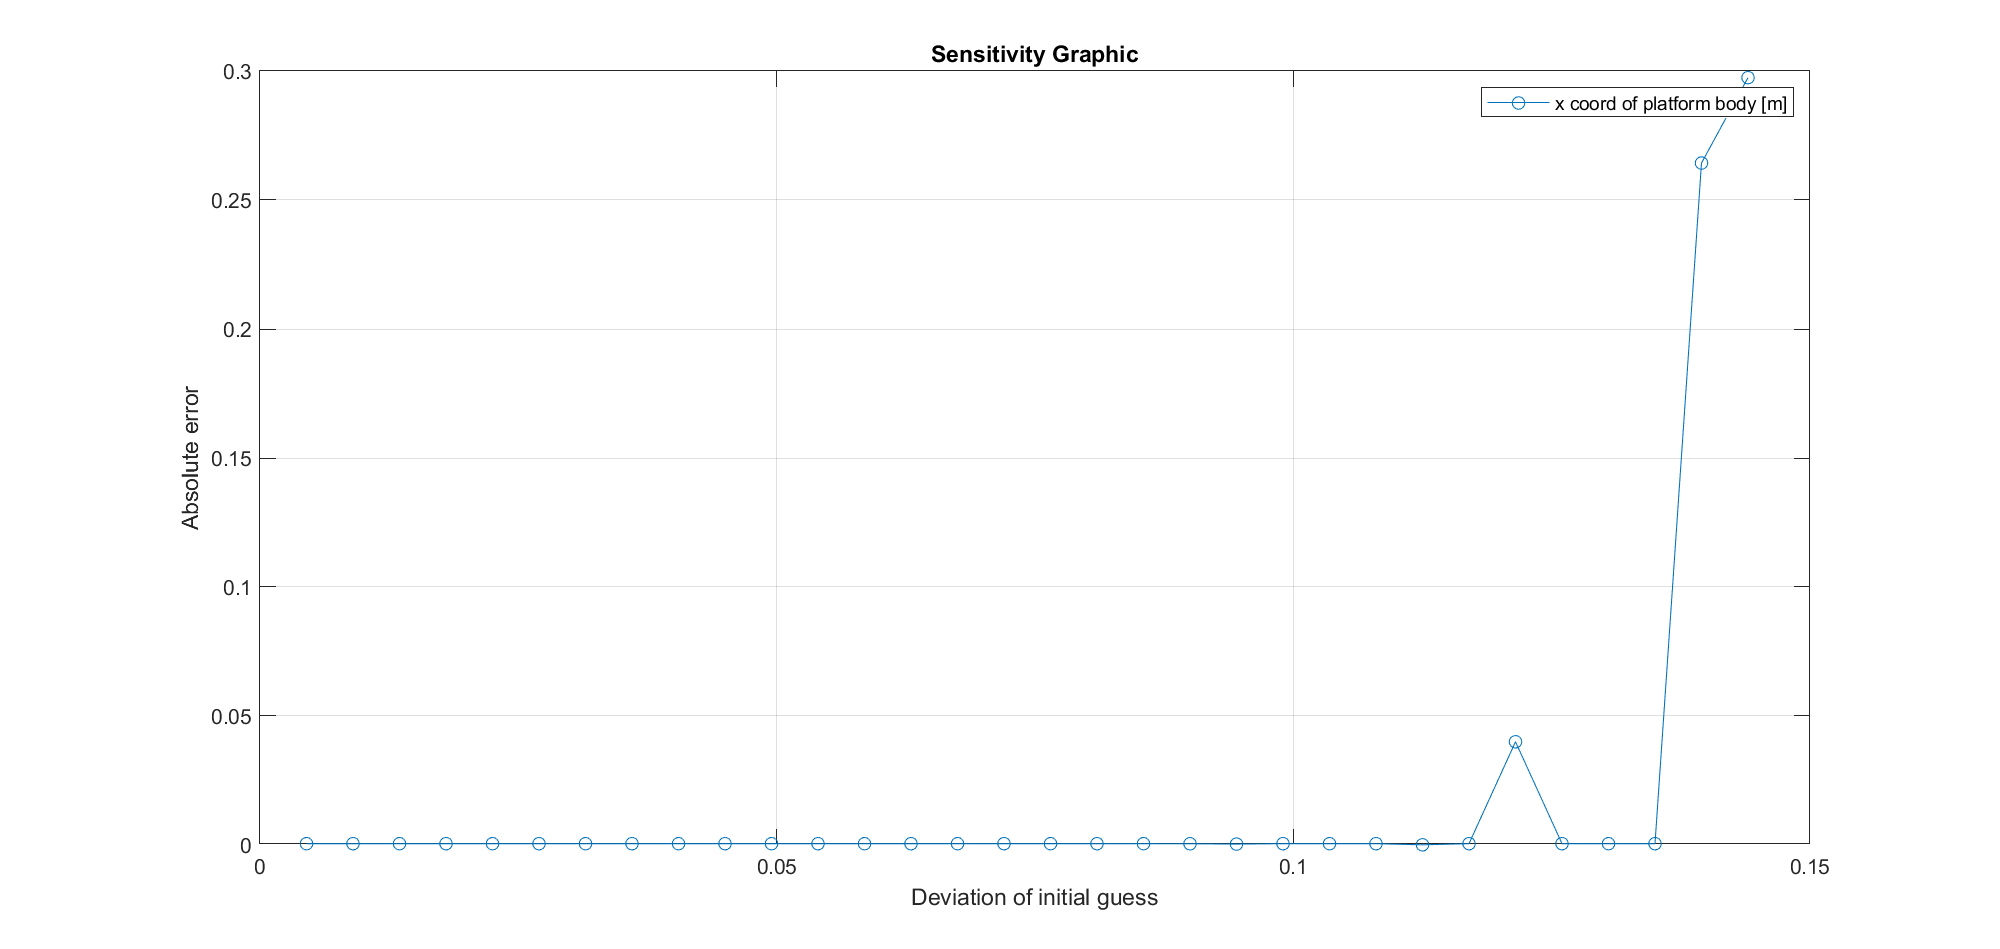 Sensitivity Graphic
0.3
x coord of platform body [m]
0.25
0.2
0.15
Absolute error
0.1
0.05
0
0 0.05 0.1 0.15
Deviation of initial guess